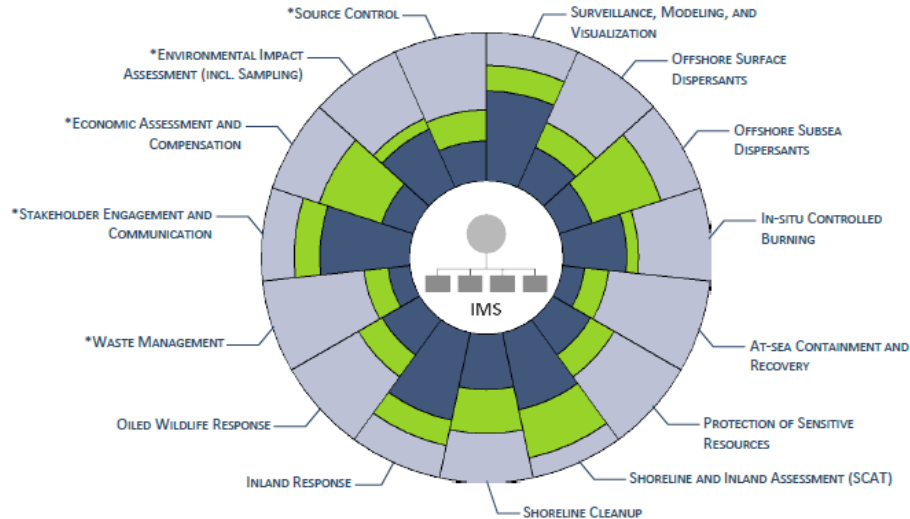 *Source Control
Surveillance, Modeling, and
Visualization
*Environmental Impact
Assessment (incl. Sampling)
Offshore Surface
Dispersants
*Economic Assessment and
Compensation
Offshore Subsea
Dispersants
*Stakeholder Engagement and
Communication
In-situ Controlled
Burning
IMS
*Waste Management
At-sea Containment and
Recovery
Oiled Wildlife Response
Protection of Sensitive
Resources
Inland Response
Shoreline and Inland Assessment (SCAT)
Shoreline Cleanup